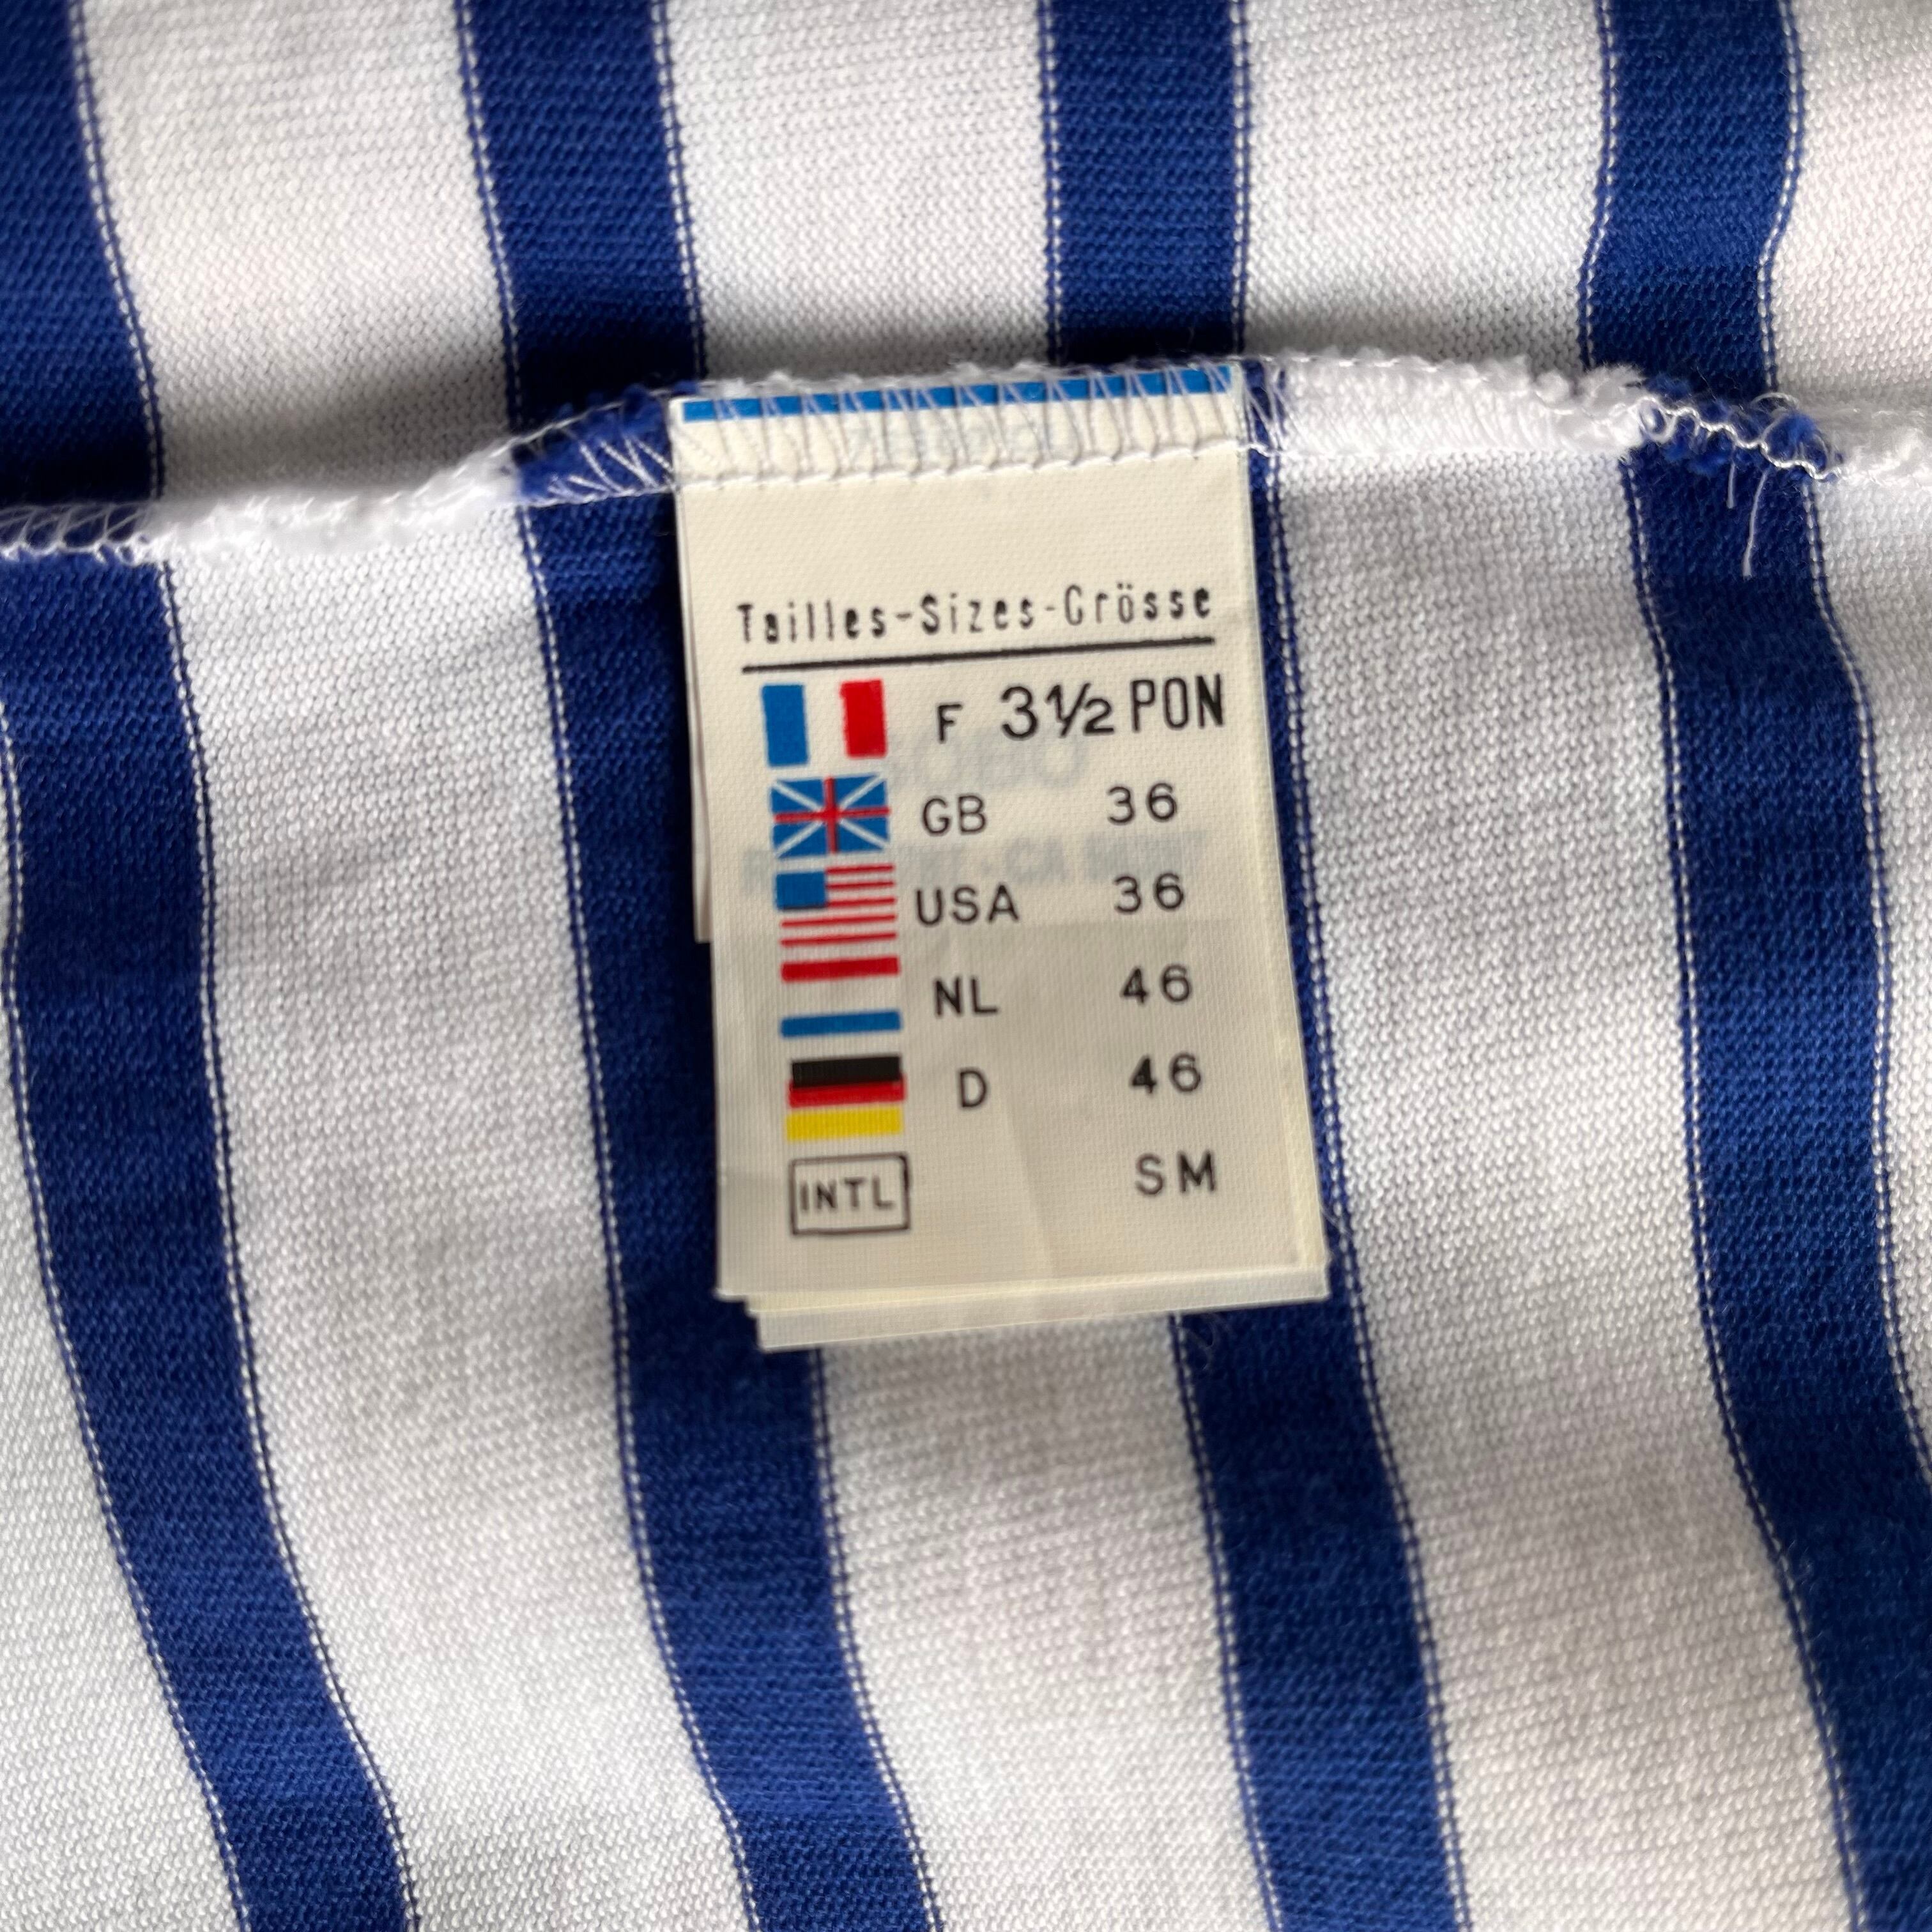 Tailles-Sizes-Grösse
F 3½ PON
GB 36
USA 36
NL 46
D 46
INTL SM